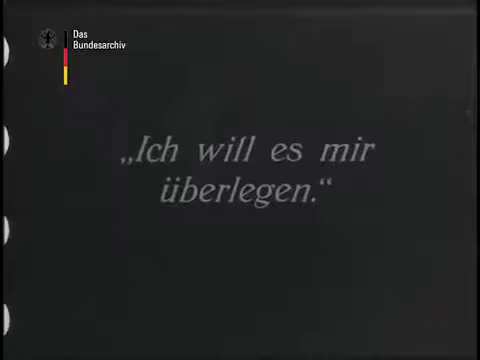 Das
Bundesarchiv
„Ich will es mir
überlegen.“